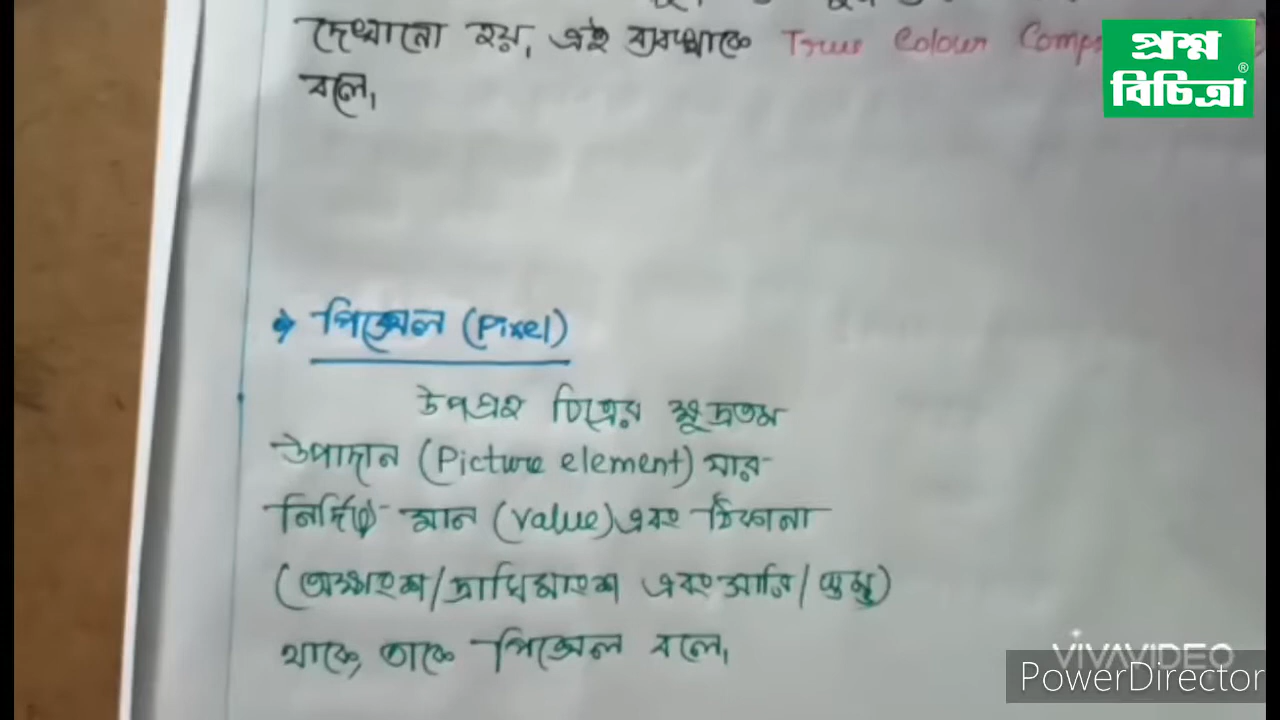 দেখানো হয়, এই ব্যবস্থাকে True Colour
বলে।
প্রশ্ন
বিচিত্রা®
পিক্সেল (Pixel)
উপগ্রহ চিত্রের ক্ষুদ্রতম
উপাদান (Picture element) যার
নির্দিষ্ট মান (value) এবং ঠিকানা
(অক্ষাংশ/দ্রাঘিমাংশ এবং সারি/স্তম্ভ)
থাকে, তাকে পিক্সেল বলে।
VIVAVIDEO
PowerDirector